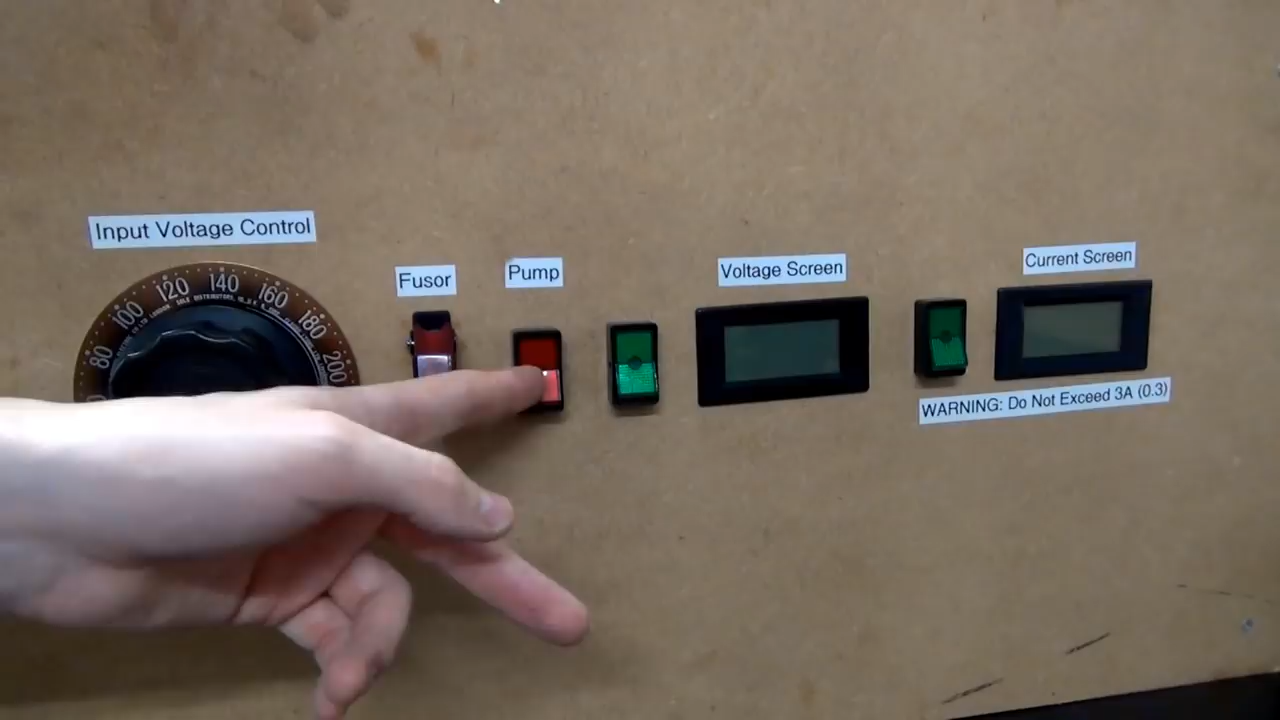 Input Voltage Control
Fusor
Pump
Voltage Screen
Current Screen
80 100 120 140 160 180 200
WARNING: Do Not Exceed 3A (0.3)